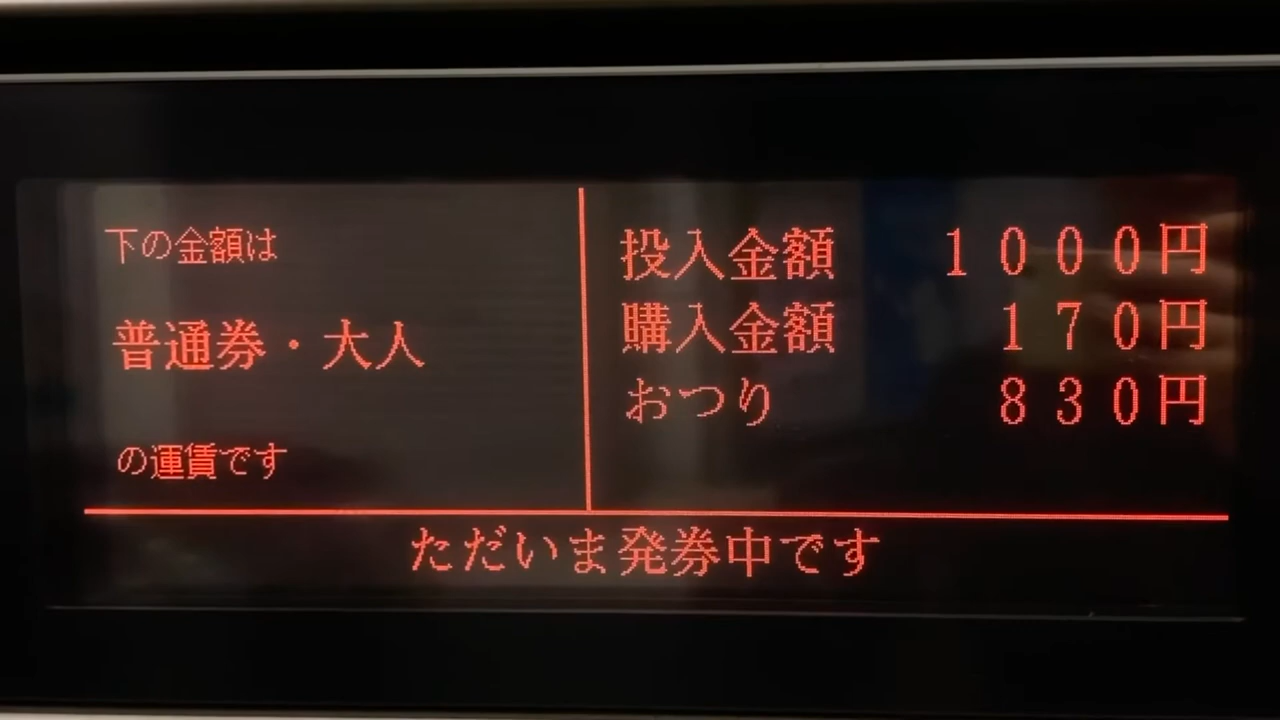 下の金額は
普通券・大人
の運賃です
投入金額 1000円
購入金額 170円
おつり 830円
ただいま発券中です